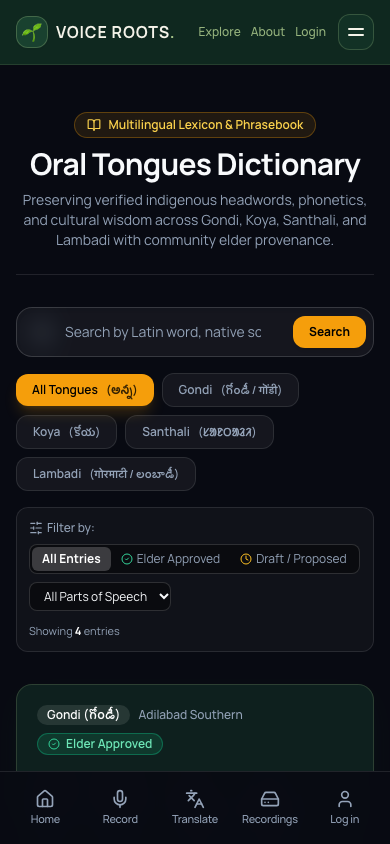 VOICE ROOTS.
Explore About Login
Multilingual Lexicon & Phrasebook
Oral Tongues Dictionary
Preserving verified indigenous headwords, phonetics,
and cultural wisdom across Gondi, Koya, Santhali, and
Lambadi with community elder provenance.
Search by Latin word, native sc
Search
All Tongues (అన్ని)
Gondi (గోండీ / गोंडी)
Koya (కోయ)
Santhali
Lambadi (गोरमाटी / లంబాడీ)
Filter by:
All Entries Elder Approved Draft / Proposed
All Parts of Speech
Showing 4 entries
Gondi (గోండీ) Adilabad Southern
Elder Approved
Home Record Translate Recordings Log in